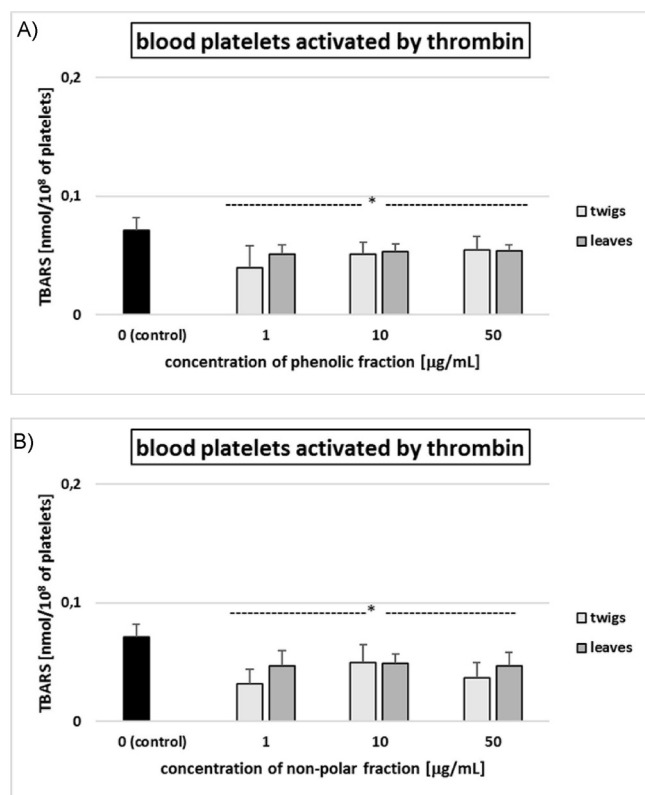 A)
blood platelets activated by thrombin
TBARS [nmol/10⁸ of platelets]
0,2
0,1
0
*
twigs
leaves
0 (control) 1 10 50
concentration of phenolic fraction [µg/mL]
B)
blood platelets activated by thrombin
TBARS [nmol/10⁸ of platelets]
0,2
0,1
0
*
twigs
leaves
0 (control) 1 10 50
concentration of non-polar fraction [µg/mL]